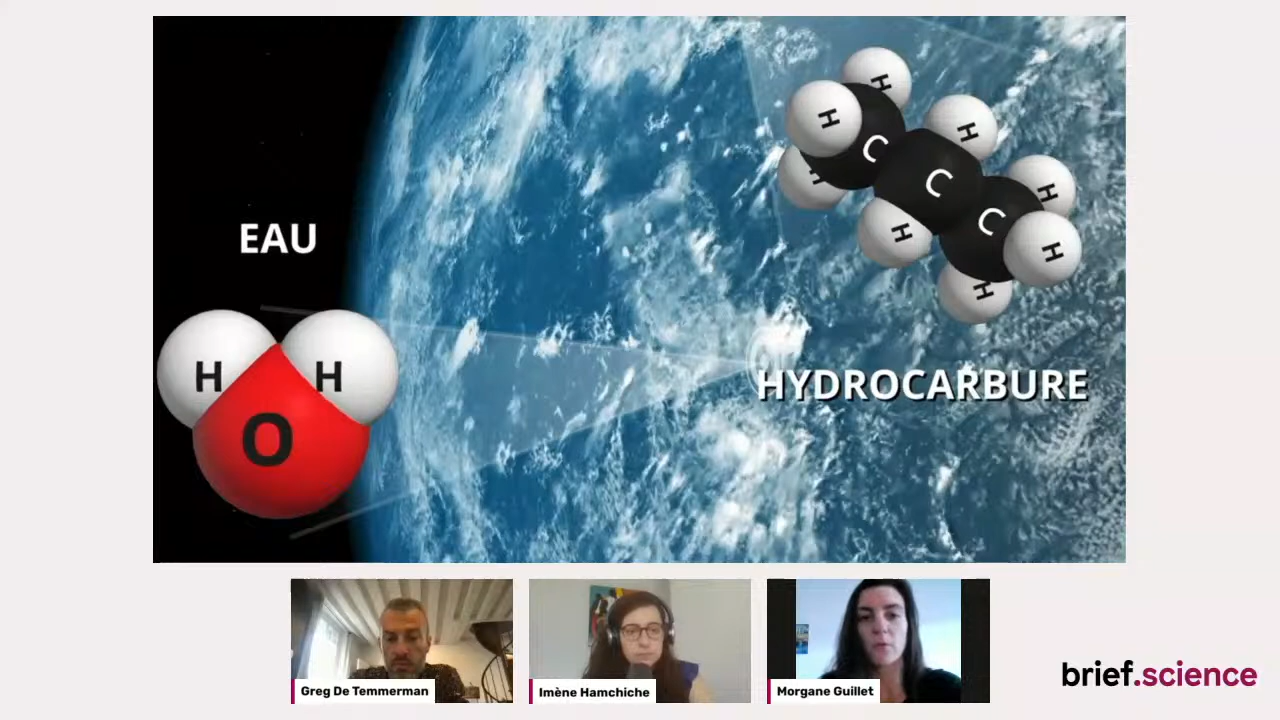 EAU
H
H
O
H
H
H
H
C
C
C
H
H
H
H
HYDROCARBURE
Greg De Temmerman
Imène Hamchiche
Morgane Guillet
brief.science